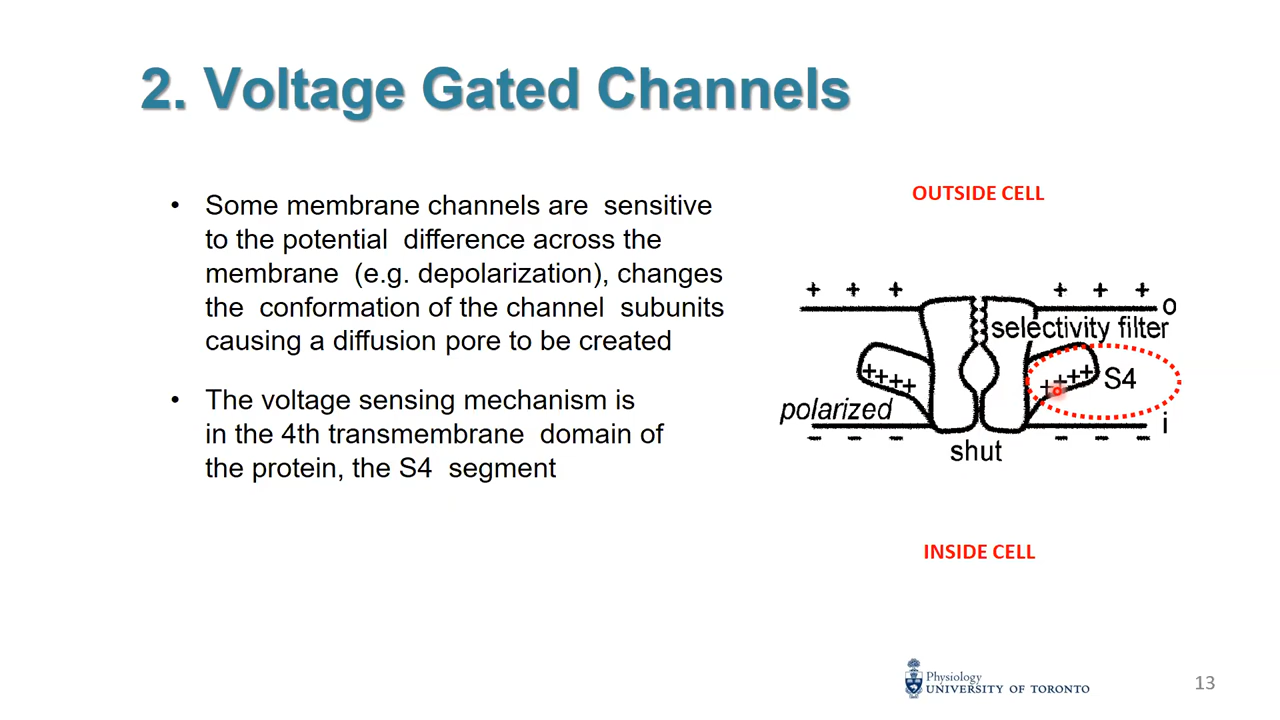 2. Voltage Gated Channels
• Some membrane channels are sensitive
to the potential difference across the
membrane (e.g. depolarization), changes
the conformation of the channel subunits
causing a diffusion pore to be created
• The voltage sensing mechanism is
in the 4th transmembrane domain of
the protein, the S4 segment
OUTSIDE CELL
+ + + + + +
o
selectivity filter
++++ ++++ S4
polarized
i
− − − − − −
shut
INSIDE CELL
Physiology
UNIVERSITY OF TORONTO
13